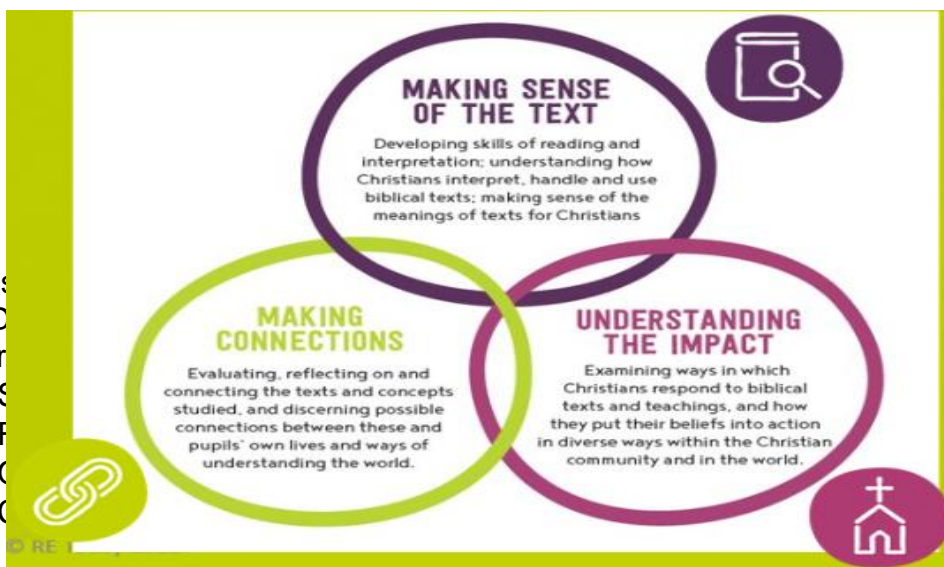 MAKING SENSE
OF THE TEXT
Developing skills of reading and
interpretation; understanding how
Christians interpret, handle and use
biblical texts; making sense of the
meanings of texts for Christians
MAKING
CONNECTIONS
Evaluating, reflecting on and
connecting the texts and concepts
studied, and discerning possible
connections between these and
pupils' own lives and ways of
understanding the world.
UNDERSTANDING
THE IMPACT
Examining ways in which
Christians respond to biblical
texts and teachings, and how
they put their beliefs into action
in diverse ways within the Christian
community and in the world.
© RE